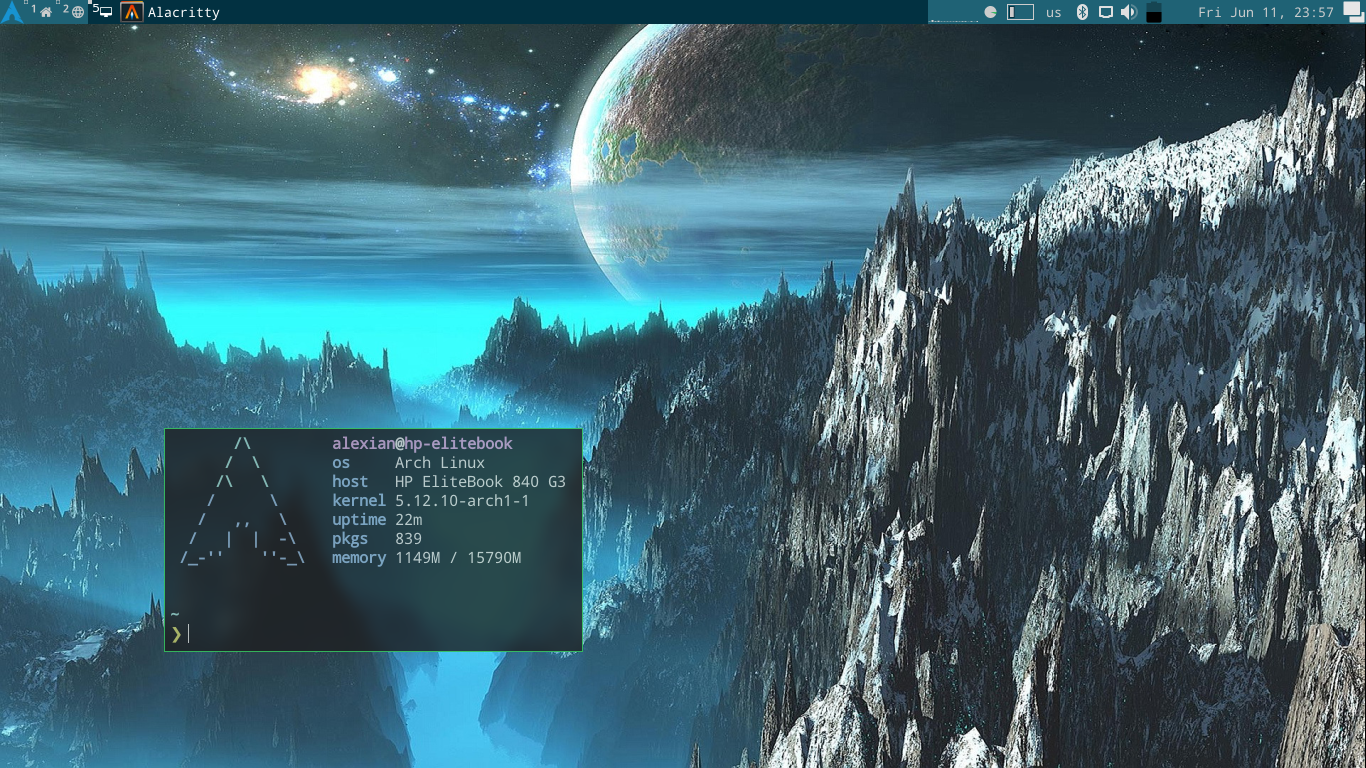 1 2 5 Alacritty us Fri Jun 11, 23:57
alexian@hp-elitebook
os Arch Linux
host HP EliteBook 840 G3
kernel 5.12.10-arch1-1
uptime 22m
pkgs 839
memory 1149M / 15790M
~
❯